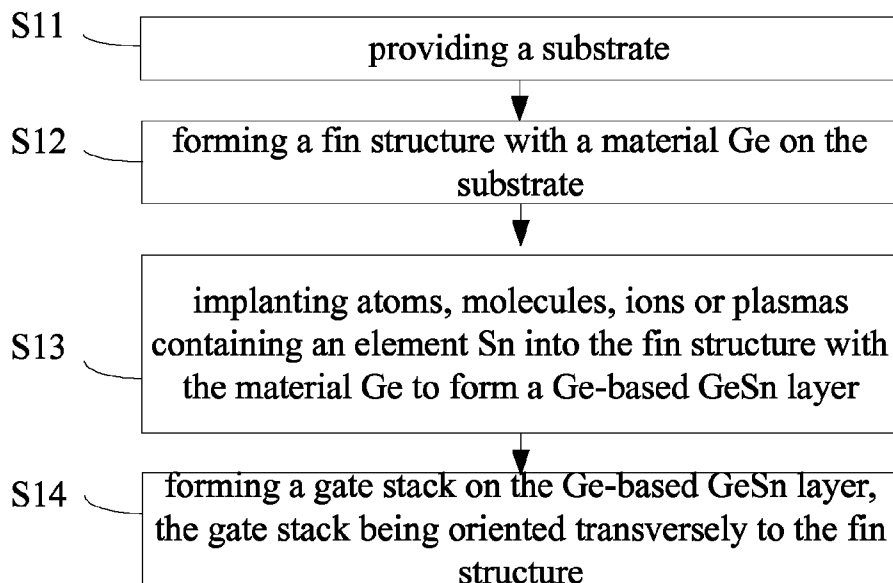 S11
providing a substrate
S12
forming a fin structure with a material Ge on the
substrate
S13
implanting atoms, molecules, ions or plasmas
containing an element Sn into the fin structure with
the material Ge to form a Ge-based GeSn layer
S14
forming a gate stack on the Ge-based GeSn layer,
the gate stack being oriented transversely to the fin
structure